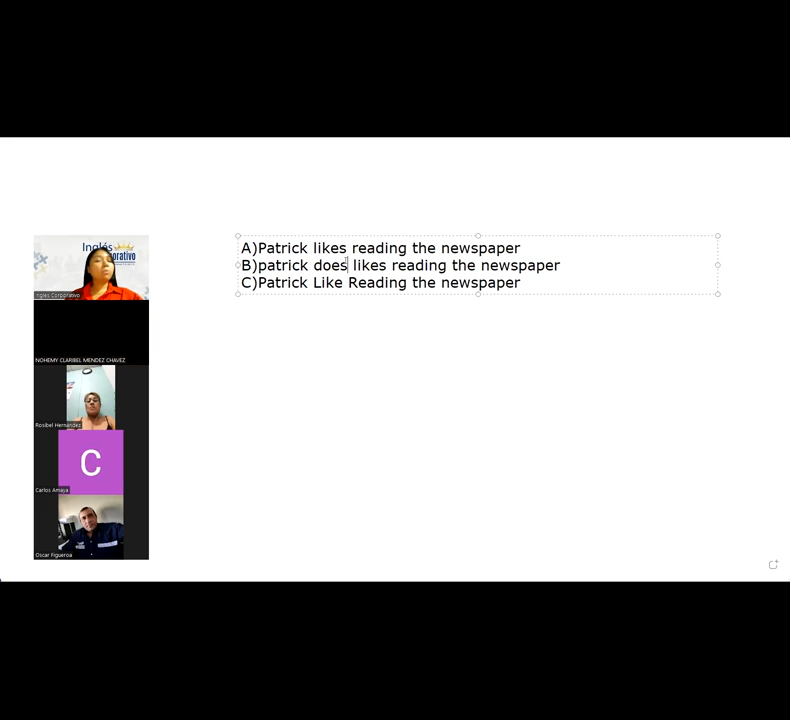 Inglés
orporativo
Ingles Corporativo
NOHEMY CLARIBEL MENDEZ CHAVEZ
Rosibel Hernandez
C
Carlos Amaya
Oscar Figueroa
A)Patrick likes reading the newspaper
B)patrick does likes reading the newspaper
C)Patrick Like Reading the newspaper